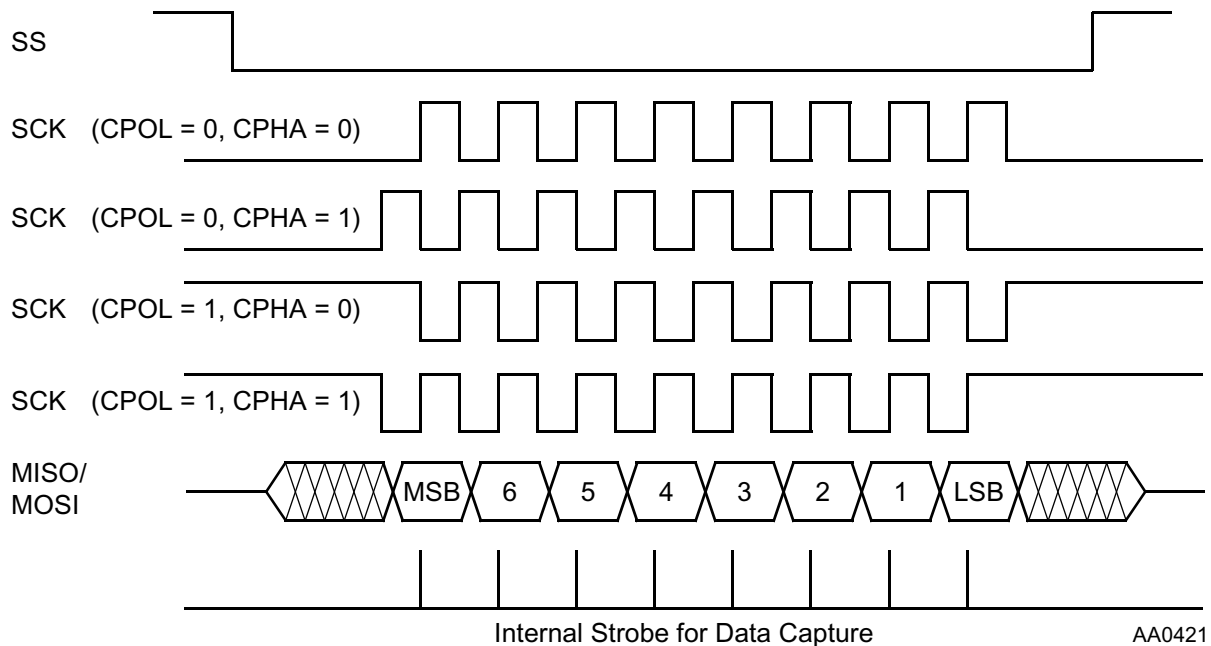 SS
SCK (CPOL = 0, CPHA = 0)
SCK (CPOL = 0, CPHA = 1)
SCK (CPOL = 1, CPHA = 0)
SCK (CPOL = 1, CPHA = 1)
MISO/
MOSI
MSB 6 5 4 3 2 1 LSB
Internal Strobe for Data Capture
AA0421